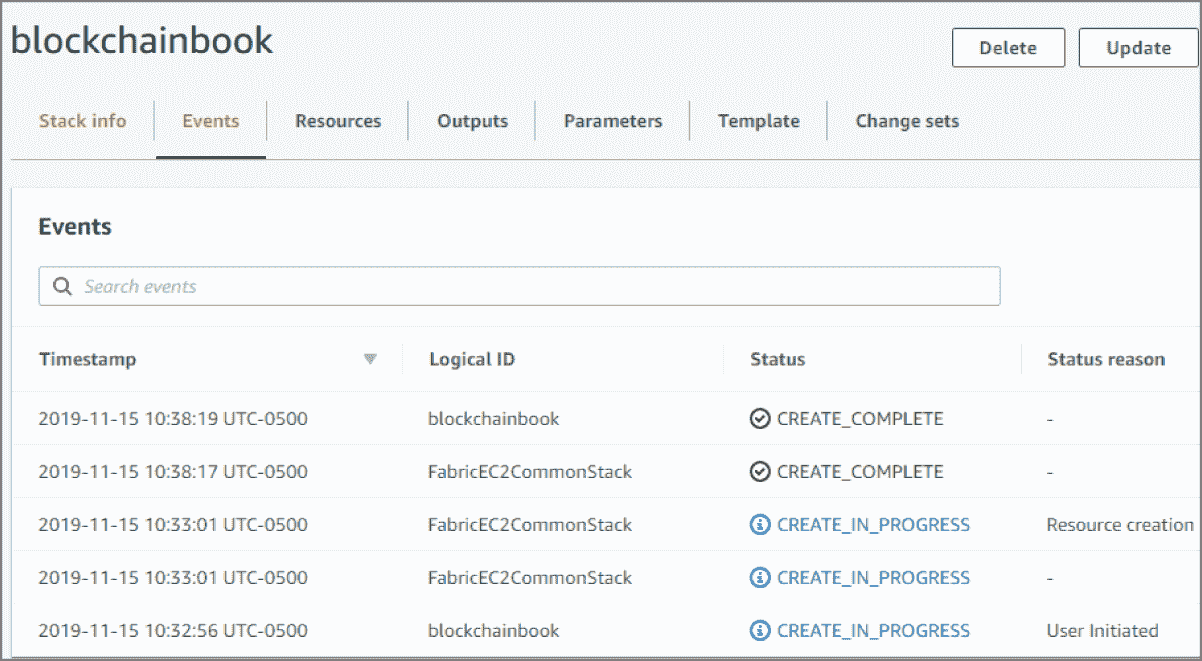 blockchainbook
Delete Update
Stack info Events Resources Outputs Parameters Template Change sets
Events
Search events
Timestamp Logical ID Status Status reason
2019-11-15 10:38:19 UTC-0500 blockchainbook CREATE_COMPLETE -
2019-11-15 10:38:17 UTC-0500 FabricEC2CommonStack CREATE_COMPLETE -
2019-11-15 10:33:01 UTC-0500 FabricEC2CommonStack CREATE_IN_PROGRESS Resource creation
2019-11-15 10:33:01 UTC-0500 FabricEC2CommonStack CREATE_IN_PROGRESS -
2019-11-15 10:32:56 UTC-0500 blockchainbook CREATE_IN_PROGRESS User Initiated